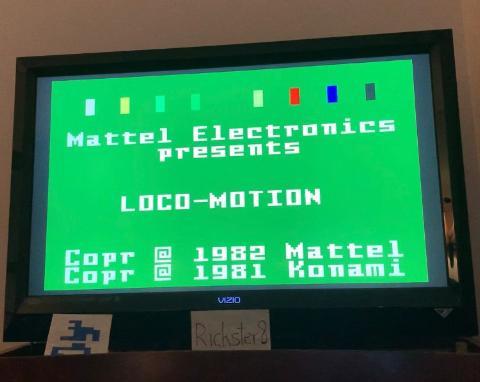 Mattel Electronics
presents
LOCO-MOTION
Copr @ 1982 Mattel
Copr @ 1981 Konami
VIZIO
Rickster8